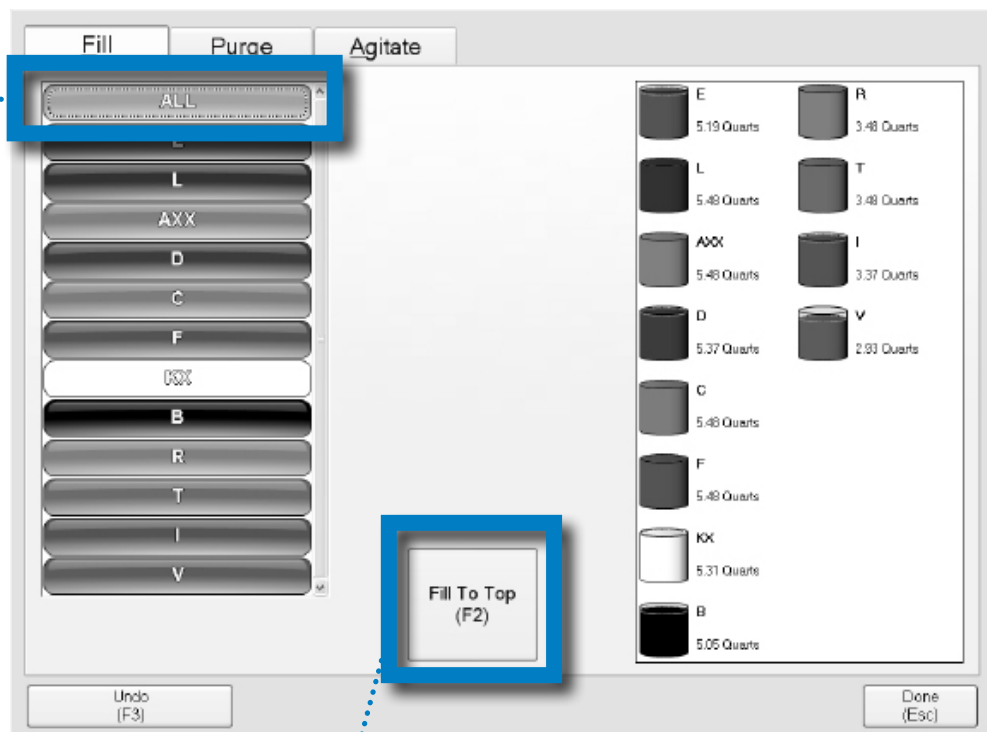 Fill Purge Agitate
ALL
L
AXX
D
C
F
KX
B
R
T
I
V
Fill To Top
(F2)
E
5.19 Quarts
L
5.48 Quarts
AXX
5.48 Quarts
D
5.37 Quarts
C
5.48 Quarts
F
5.48 Quarts
KX
5.31 Quarts
B
5.05 Quarts
R
3.48 Quarts
T
3.48 Quarts
I
3.37 Quarts
V
2.93 Quarts
Undo
(F3)
Done
(Esc)